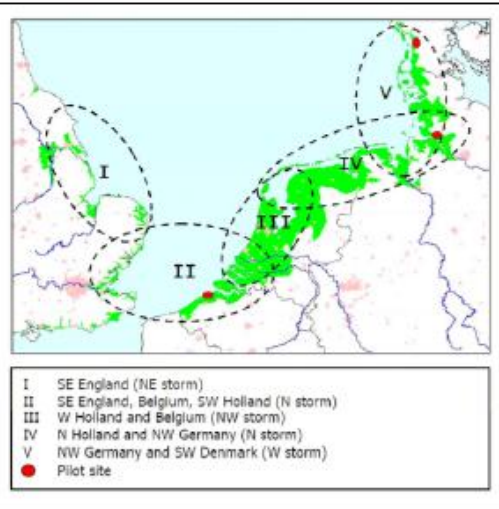 V
I
IV
III
II
I SE England (NE storm)
II SE England, Belgium, SW Holland (N storm)
III W Holland and Belgium (NW storm)
IV N Holland and NW Germany (N storm)
V NW Germany and SW Denmark (W storm)
Pilot site